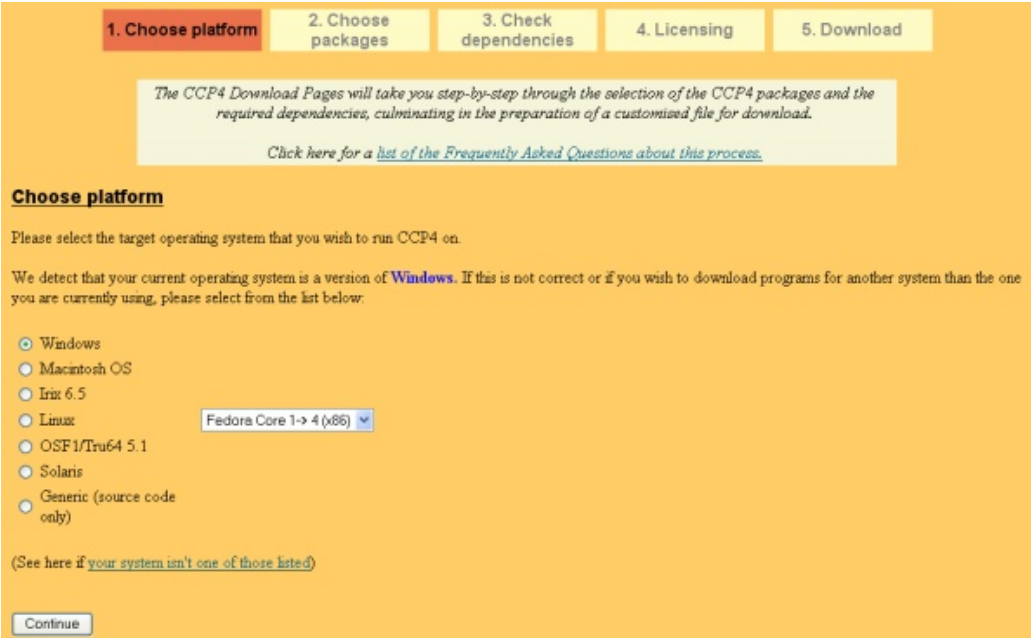 1. Choose platform
2. Choose
packages
3. Check
dependencies
4. Licensing
5. Download
The CCP4 Download Pages will take you step-by-step through the selection of the CCP4 packages and the
required dependencies, culminating in the preparation of a customised file for download.
Click here for a list of the Frequently Asked Questions about this process.
Choose platform
Please select the target operating system that you wish to run CCP4 on.
We detect that your current operating system is a version of Windows. If this is not correct or if you wish to download programs for another system than the one
you are currently using, please select from the list below:
Windows
Macintosh OS
Irix 6.5
Linux
Fedora Core 1-> 4 (x86)
OSF1/Tru64 5.1
Solaris
Generic (source code
only)
(See here if your system isn't one of those listed)
Continue